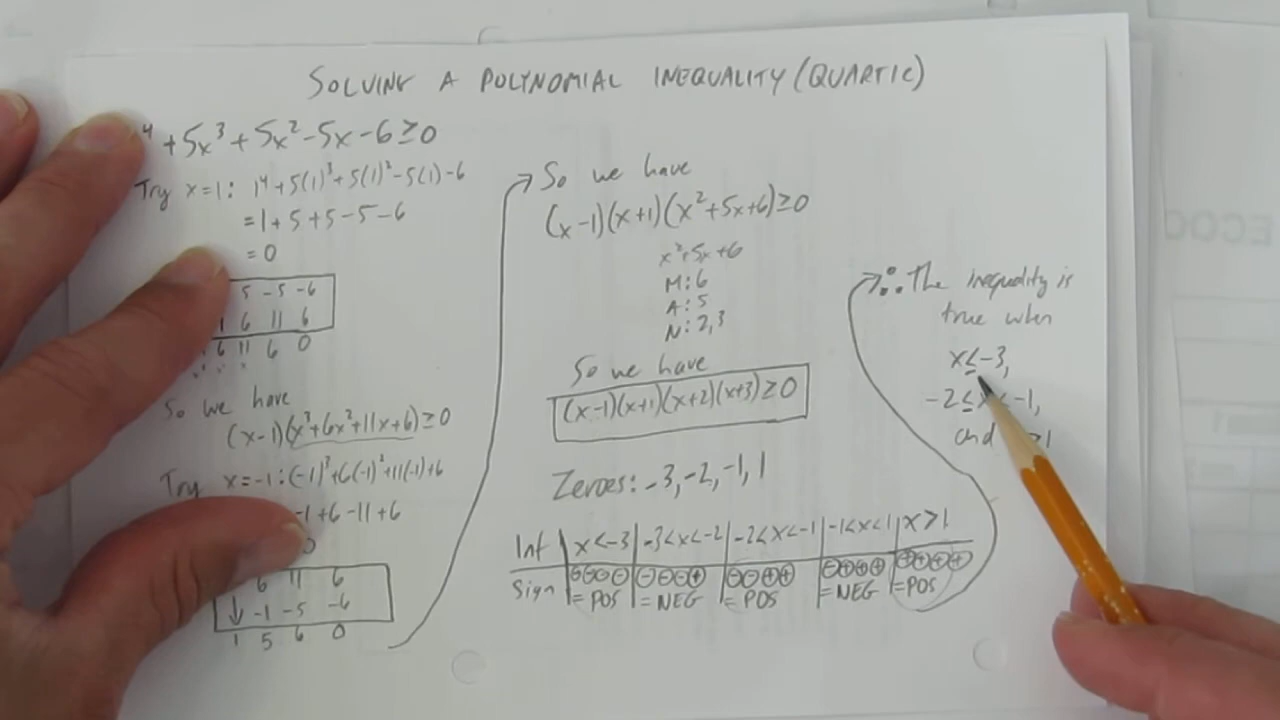 SOLVING A POLYNOMIAL INEQUALITY (QUARTIC)
⁴ + 5x³ + 5x² - 5x - 6 ≥ 0
Try x=1: 1⁴ + 5(1)³ + 5(1)² - 5(1) - 6
= 1 + 5 + 5 - 5 - 6
= 0
5 -5 -6
1 6 11 6
6 11 6 0
So we have
(x-1)(x³+6x²+11x+6) ≥ 0
Try x=-1: (-1)³+6(-1)²+11(-1)+6
-1 + 6 - 11 + 6
0
6 11 6
↓ -1 -5 -6
1 5 6 0
So we have
(x-1)(x+1)(x²+5x+6) ≥ 0
x²+5x+6
M: 6
A: 5
N: 2,3
So we have
(x-1)(x+1)(x+2)(x+3) ≥ 0
Zeroes: -3, -2, -1, 1
Int x<-3 -3<x<-2 -2<x<-1 -1<x<1 x>1
Sign ⊖⊖⊖⊖ ⊖⊖⊖⊕ ⊖⊖⊕⊕ ⊖⊕⊕⊕ ⊕⊕⊕⊕
= POS = NEG = POS = NEG = POS
∴ The inequality is
true when
x ≤ -3,
-2 ≤ x < -1,
and >1
ECOC